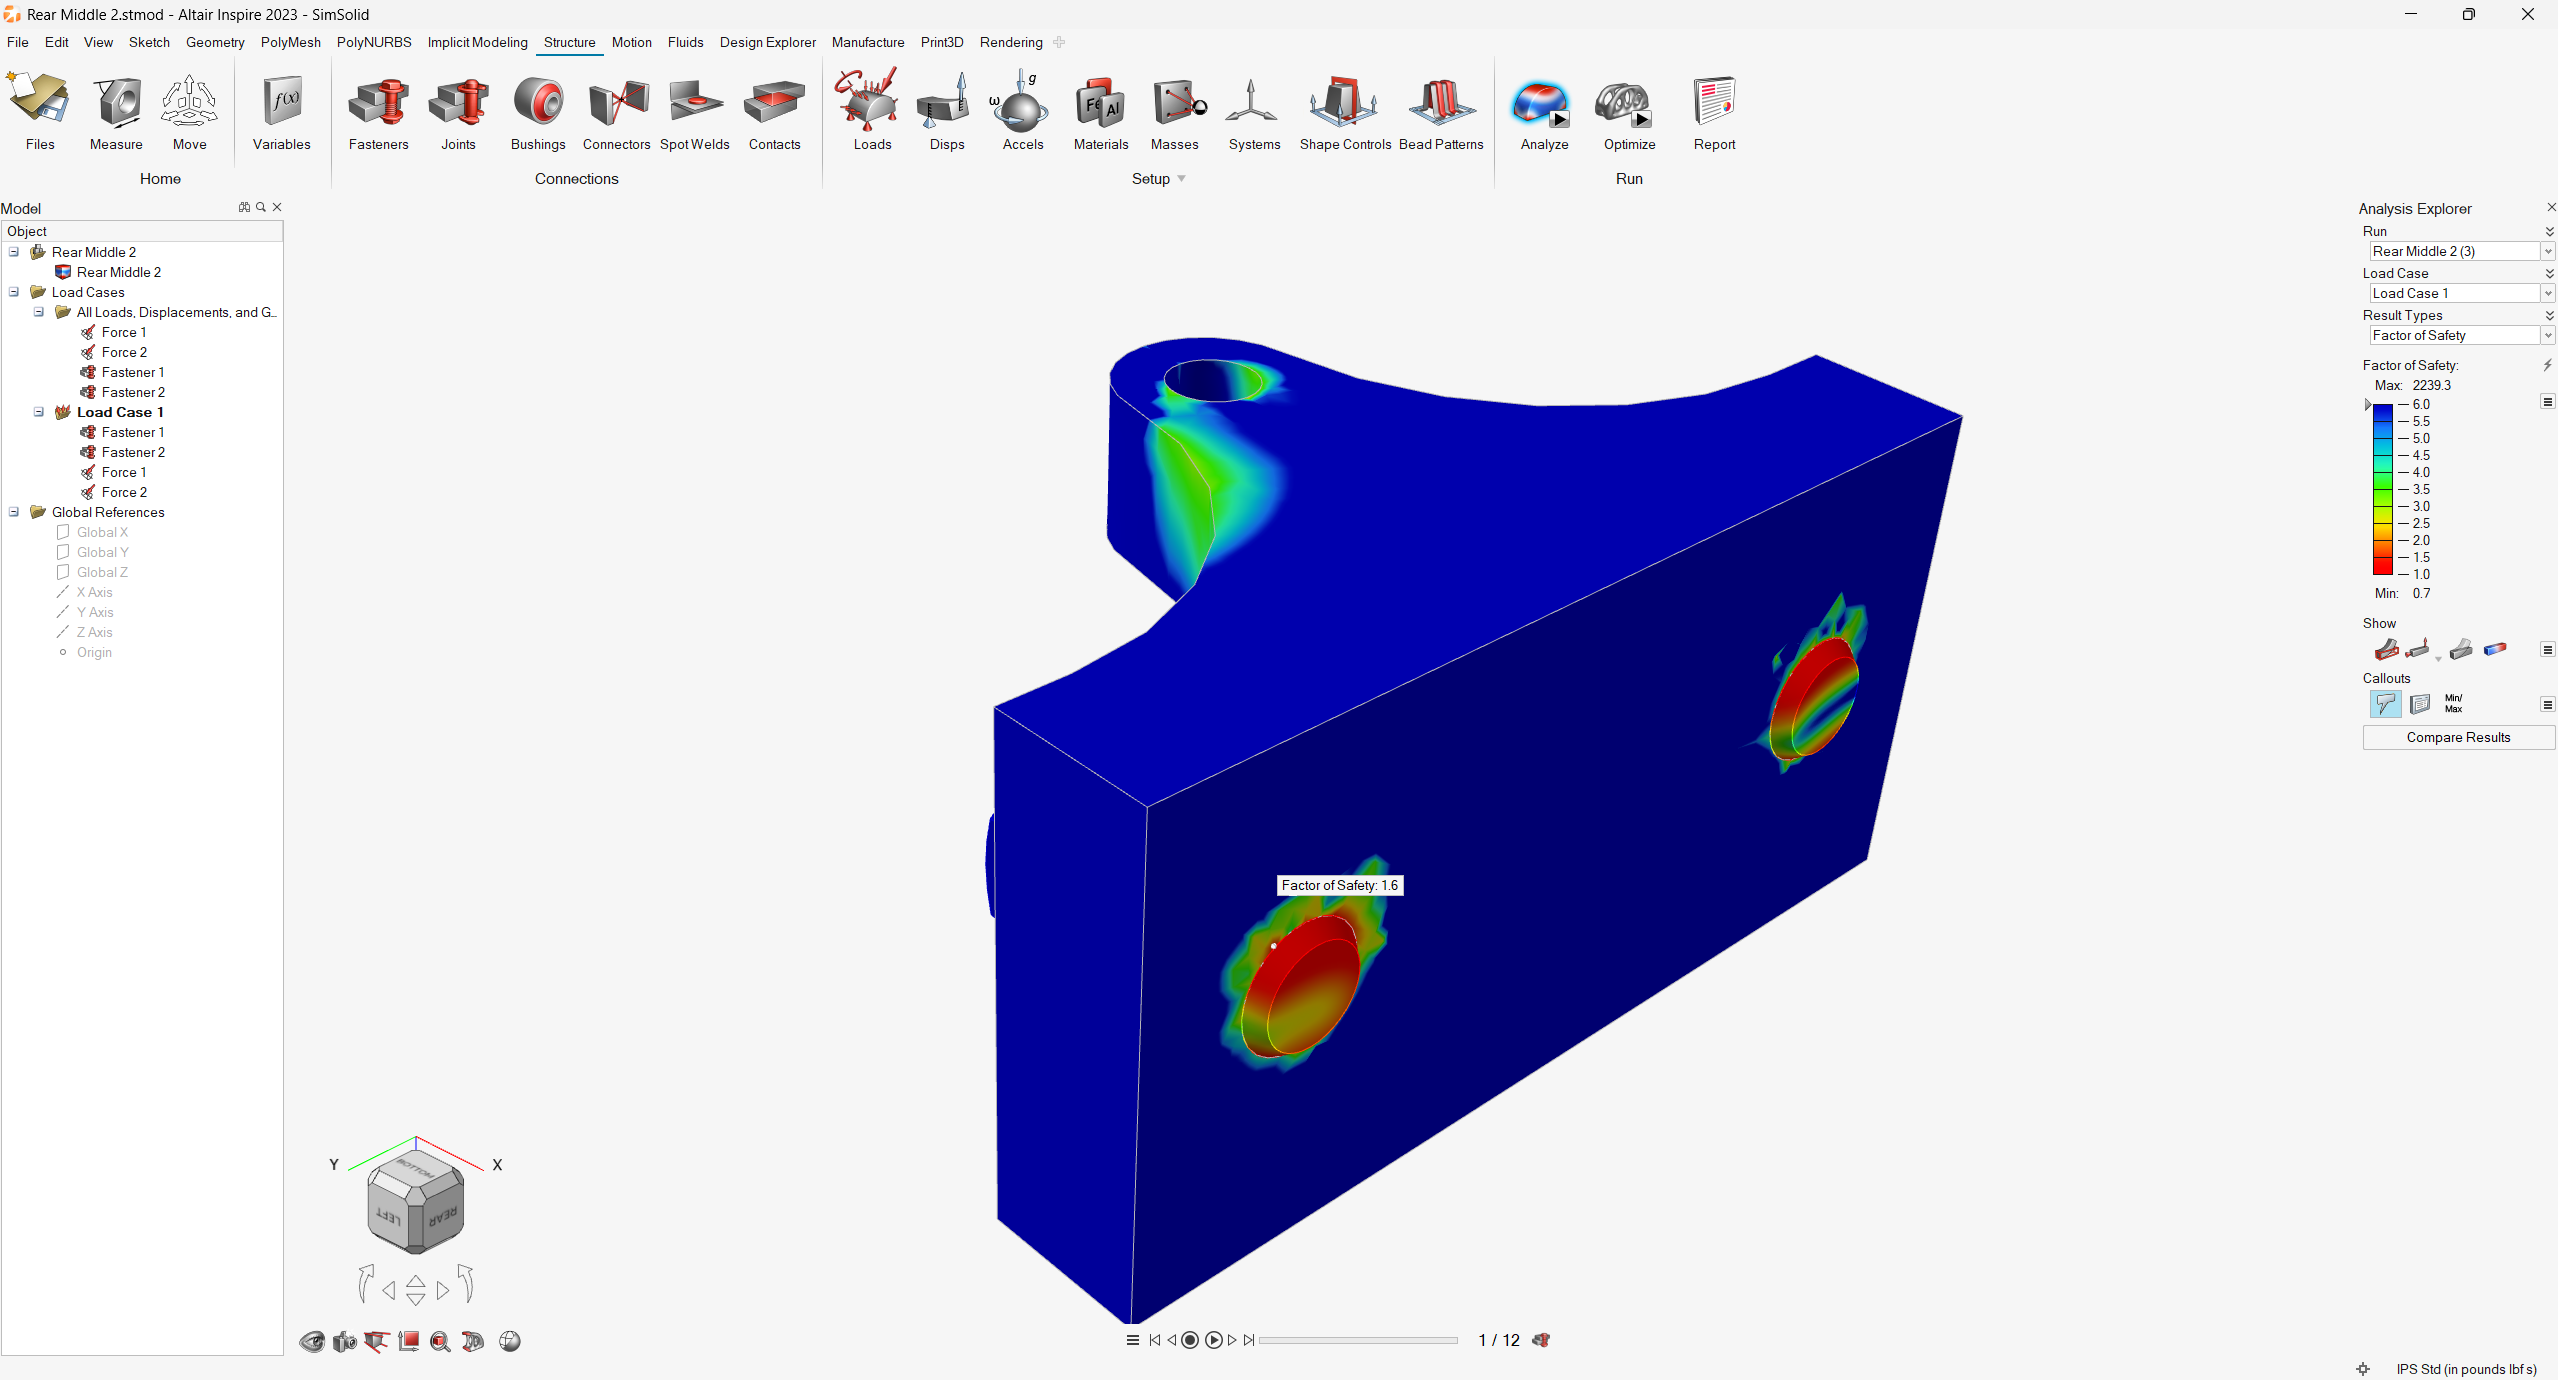 Rear Middle 2.stmod - Altair Inspire 2023 - SimSolid
File Edit View Sketch Geometry PolyMesh PolyNURBS Implicit Modeling Structure Motion Fluids Design Explorer Manufacture Print3D Rendering
f(x) g ω Fe Al
Files Measure Move Variables Fasteners Joints Bushings Connectors Spot Welds Contacts Loads Disps Accels Materials Masses Systems Shape Controls Bead Patterns Analyze Optimize Report
Home Connections Setup Run
Model
Object
Rear Middle 2
Rear Middle 2
Load Cases
All Loads, Displacements, and G...
Force 1
Force 2
Fastener 1
Fastener 2
Load Case 1
Fastener 1
Fastener 2
Force 1
Force 2
Global References
Global X
Global Y
Global Z
X Axis
Y Axis
Z Axis
Origin
Factor of Safety: 1.6
Y X
BOTTOM
LEFT REAR
1 / 12
Analysis Explorer
Run
Rear Middle 2 (3)
Load Case
Load Case 1
Result Types
Factor of Safety
Factor of Safety:
Max: 2239.3
6.0
5.5
5.0
4.5
4.0
3.5
3.0
2.5
2.0
1.5
1.0
Min: 0.7
Show
Callouts
Min/
Max
Compare Results
IPS Std (in pounds lbf s)